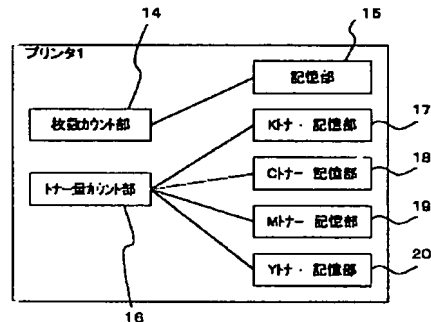 14
15
プリンタ1
記憶部
17
枚数カウント部
Kトナー記憶部
18
トナー量カウント部
Cトナー記憶部
19
Mトナー記憶部
20
Yトナー記憶部
16